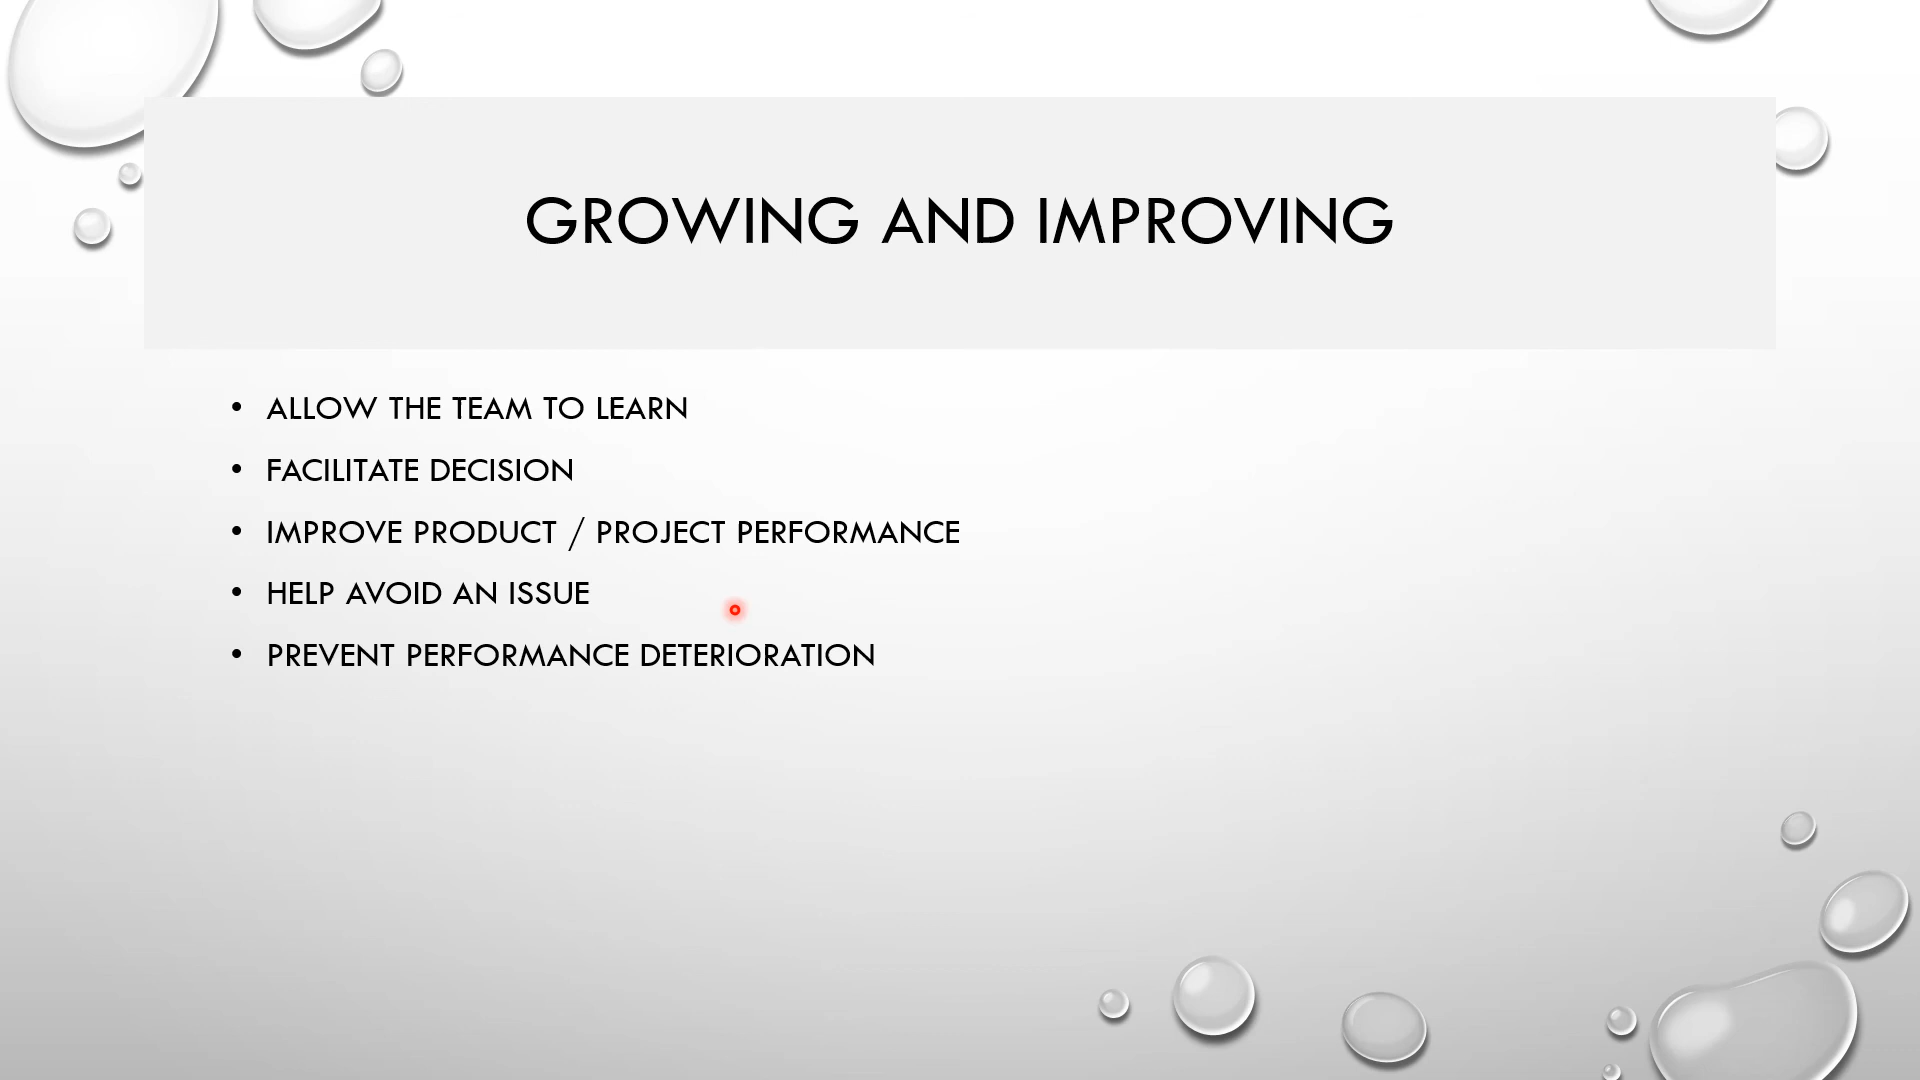 GROWING AND IMPROVING
• ALLOW THE TEAM TO LEARN
• FACILITATE DECISION
• IMPROVE PRODUCT / PROJECT PERFORMANCE
• HELP AVOID AN ISSUE
• PREVENT PERFORMANCE DETERIORATION